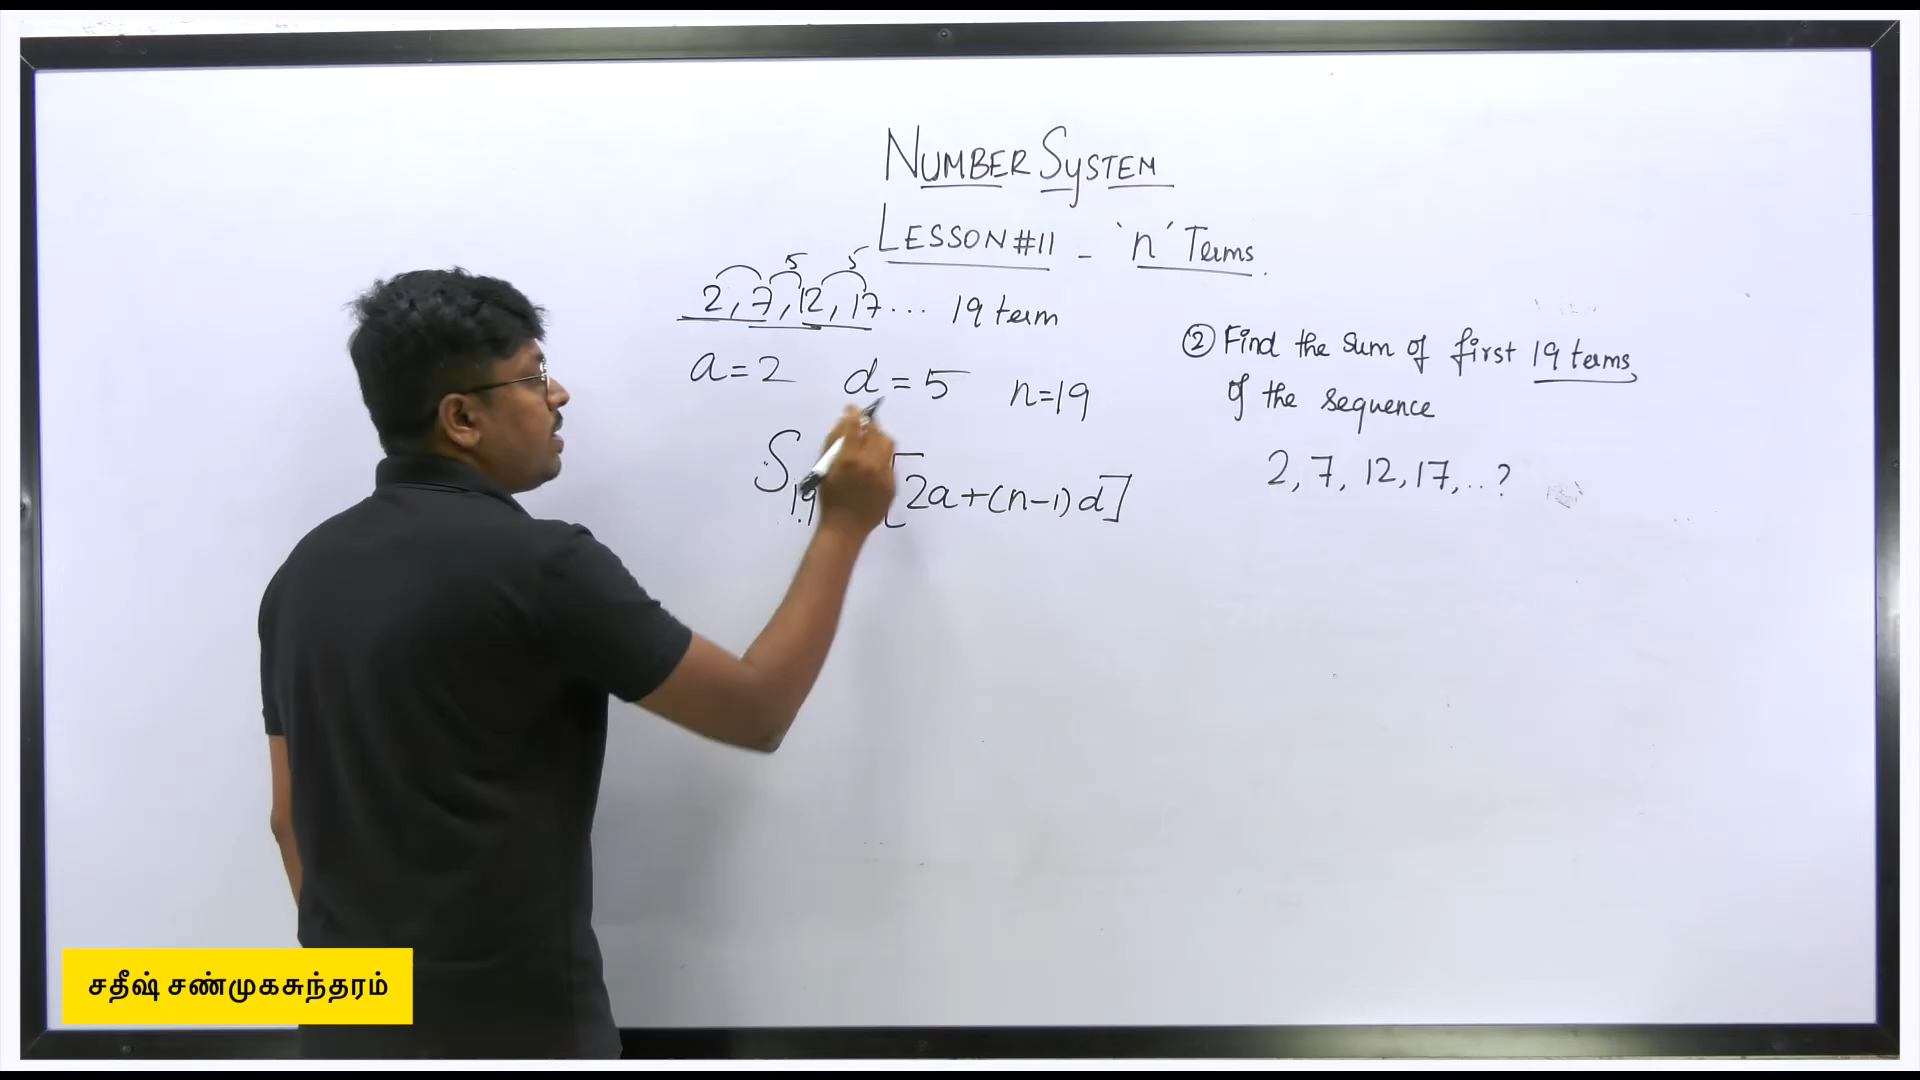 NUMBER SYSTEM
LESSON #11 - 'n' Terms.
5 5
2, 7, 12, 17 ... 19 term
a=2 d=5 n=19
S19 [2a+(n-1)d]
② Find the sum of first 19 terms
of the sequence
2, 7, 12, 17, ..?
சதீஷ் சண்முகசுந்தரம்